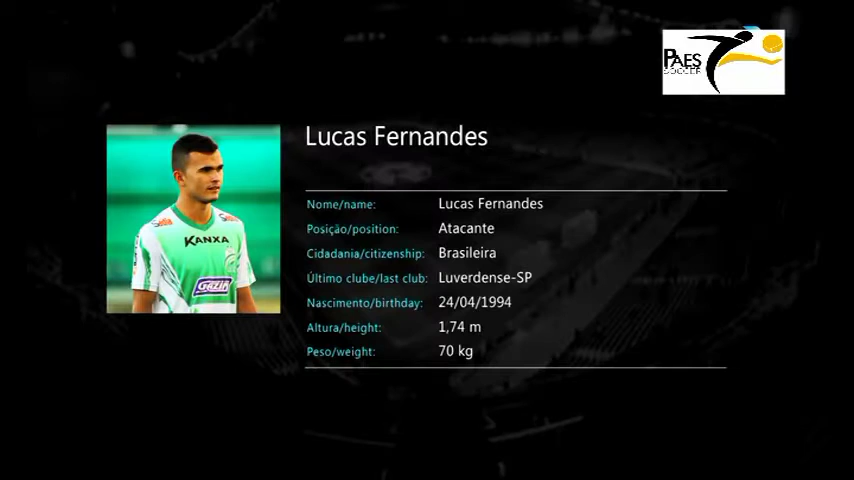 PAES
SOCCER
Lucas Fernandes
Nome/name: Lucas Fernandes
Posição/position: Atacante
Cidadania/citizenship: Brasileira
Último clube/last club: Luverdense-SP
Nascimento/birthday: 24/04/1994
Altura/height: 1,74 m
Peso/weight: 70 kg
KANXA
Gazin